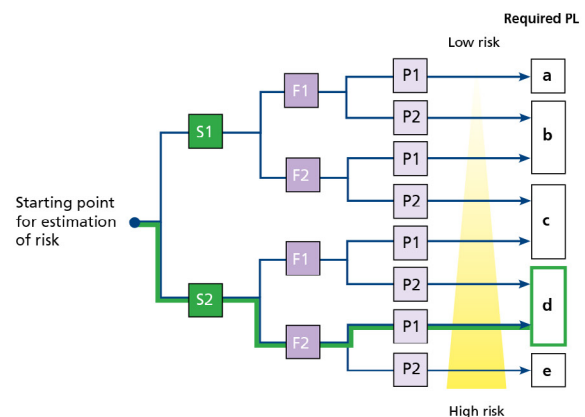 Required PL
Low risk
P1
a
F1
P2
b
S1
P1
F2
P2
Starting point
for estimation
of risk
c
P1
F1
P2
S2
d
P1
F2
P2
e
High risk